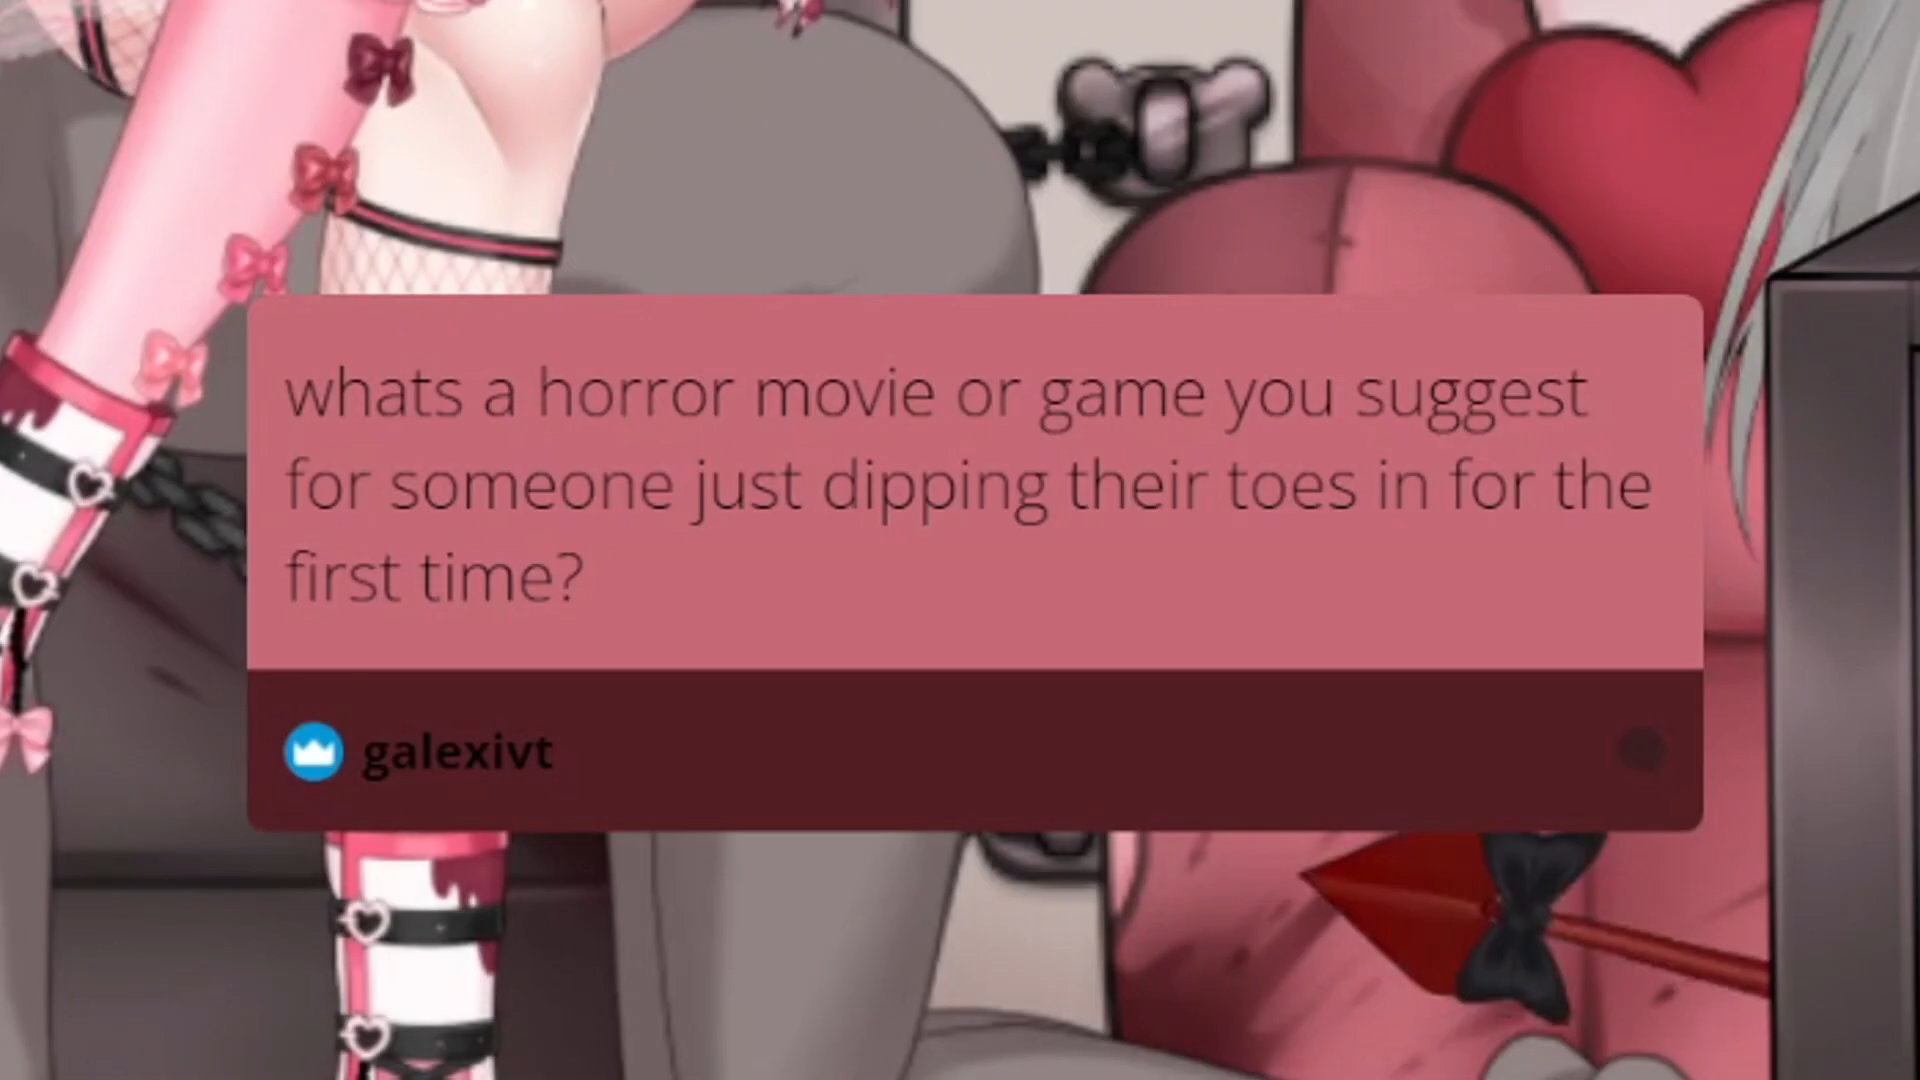 whats a horror movie or game you suggest
for someone just dipping their toes in for the
first time?
galexivt